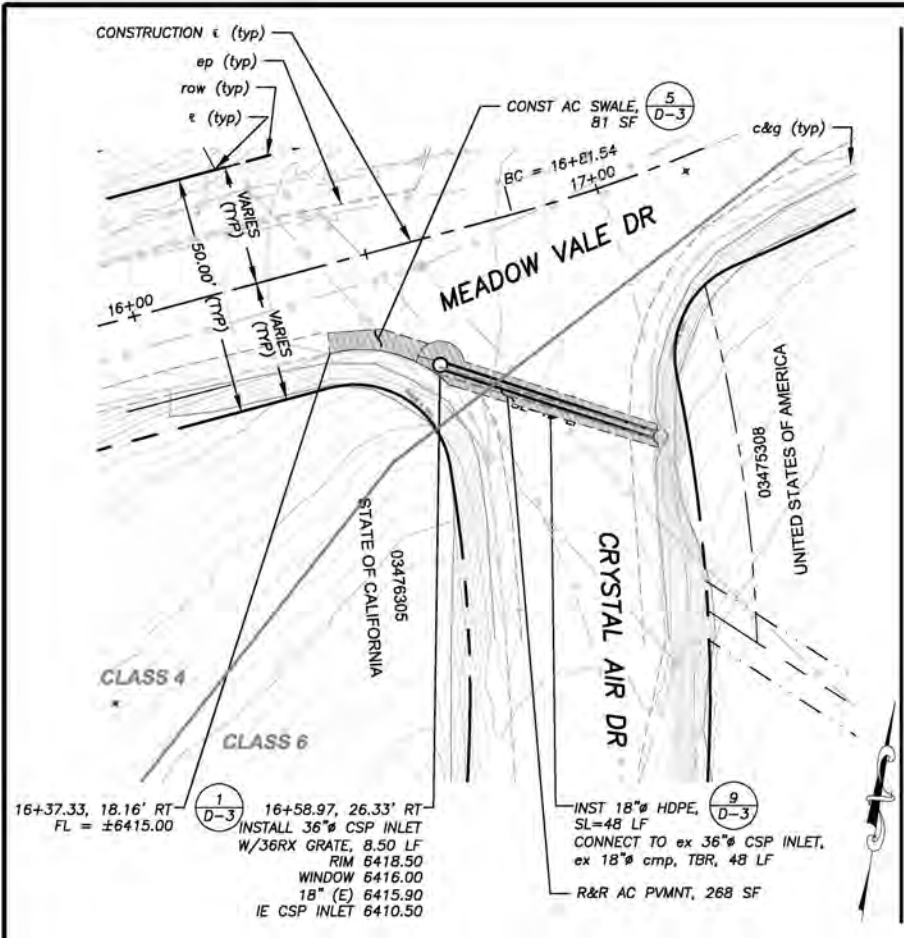 CONSTRUCTION ℄ (typ)
ep (typ)
row (typ)
℄ (typ)
CONST AC SWALE,
81 SF
5
D-3
c&g (typ)
BC = 16+81.54
17+00
VARIES
(TYP)
50.00' (TYP)
MEADOW VALE DR
16+00
VARIES
(TYP)
03475308
UNITED STATES OF AMERICA
STATE OF CALIFORNIA
03476305
CRYSTAL AIR DR
CLASS 4
CLASS 6
16+37.33, 18.16' RT
FL = ±6415.00
1
D-3
16+58.97, 26.33' RT
INSTALL 36"ø CSP INLET
W/36RX GRATE, 8.50 LF
RIM 6418.50
WINDOW 6416.00
18" (E) 6415.90
IE CSP INLET 6410.50
INST 18"ø HDPE,
SL=48 LF
9
D-3
CONNECT TO ex 36"ø CSP INLET,
ex 18"ø cmp, TBR, 48 LF
R&R AC PVMNT, 268 SF